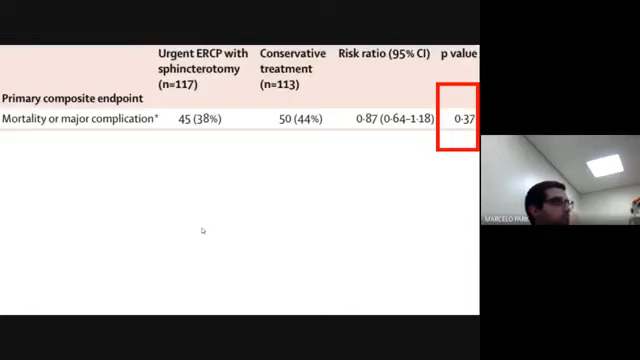 Urgent ERCP with sphincterotomy (n=117)
Conservative treatment (n=113)
Risk ratio (95% CI)
p value
Primary composite endpoint
Mortality or major complication* 45 (38%) 50 (44%) 0·87 (0·64–1·18) 0·37
MARCELO PARK